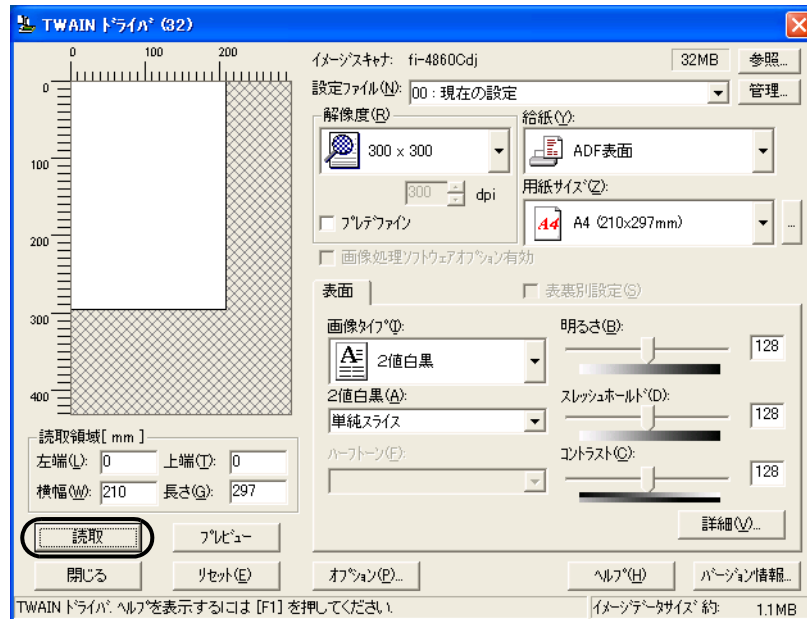 TWAIN ﾄﾞﾗｲﾊﾞ (32)
0 100 200
0
100
200
300
400
ｲﾒｰｼﾞｽｷｬﾅ: fi-4860Cdj 32MB 参照...
設定ファイル(N): 00 : 現在の設定 管理...
解像度(R)
300 x 300
300 dpi
ﾌﾟﾚﾃﾞﾌｧｲﾝ
給紙(Y):
ADF表面
用紙ｻｲｽﾞ(Z):
A4 A4 (210x297mm) ...
画像処理ｿﾌﾄｳｪｱｵﾌﾟｼｮﾝ有効
表面 表裏別設定(S)
画像ﾀｲﾌﾟ(I):
A 2値白黒
2値白黒(A):
単純スライス
ﾊｰﾌﾄｰﾝ(F):
明るさ(B):
128
ｽﾚｯｼｭﾎｰﾙﾄﾞ(D):
128
ｺﾝﾄﾗｽﾄ(C):
128
詳細(V)...
読取領域[ mm ]
左端(L): 0 上端(T): 0
横幅(W): 210 長さ(G): 297
読取 ﾌﾟﾚﾋﾞｭｰ
閉じる ﾘｾｯﾄ(E) ｵﾌﾟｼｮﾝ(P)... ﾍﾙﾌﾟ(H) ﾊﾞｰｼﾞｮﾝ情報...
TWAIN ﾄﾞﾗｲﾊﾞ. ﾍﾙﾌﾟを表示するには [F1] を押してください. ｲﾒｰｼﾞﾃﾞｰﾀｻｲｽﾞ 約: 1.1MB